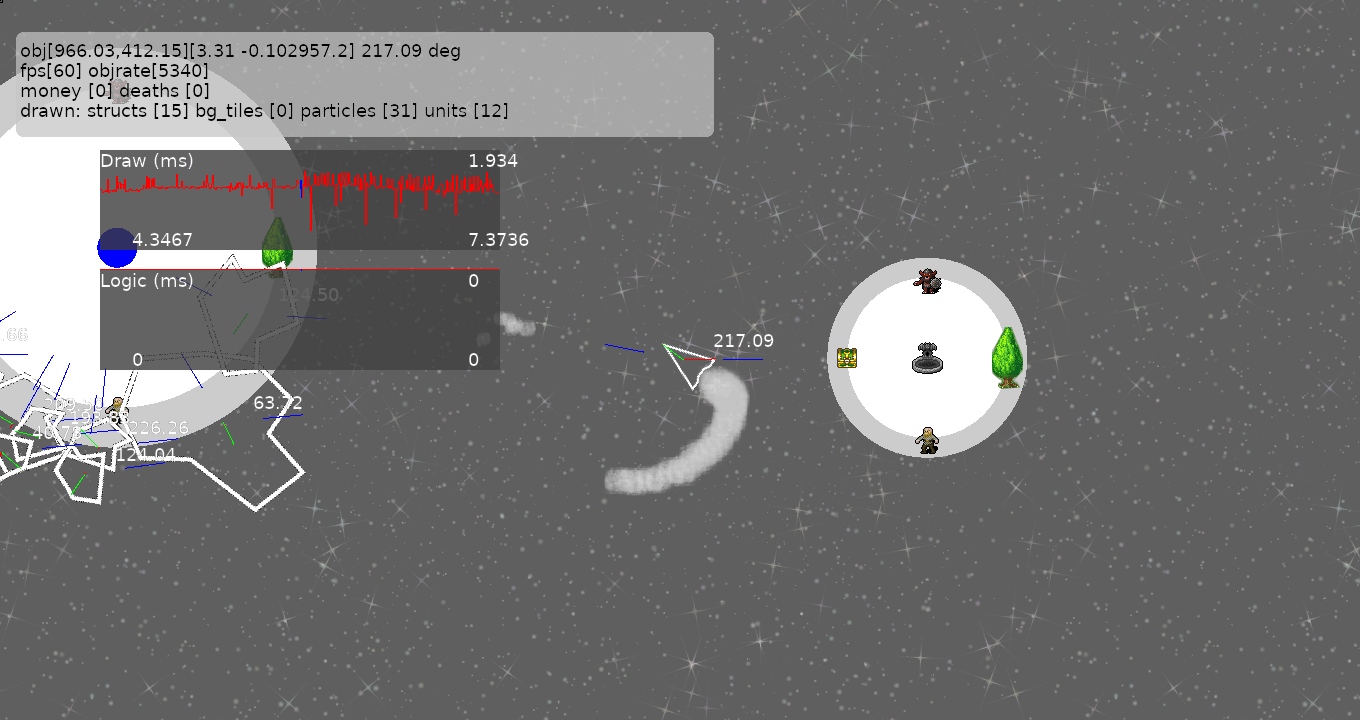 obj[966.03,412.15][3.31 -0.102957.2] 217.09 deg
fps[60] objrate[5340]
money [0] deaths [0]
drawn: structs [15] bg_tiles [0] particles [31] units [12]
Draw (ms) 1.934
4.3467 7.3736
Logic (ms) 0
124.50
.66
217.09
0 0
63.72
226.26
124.04